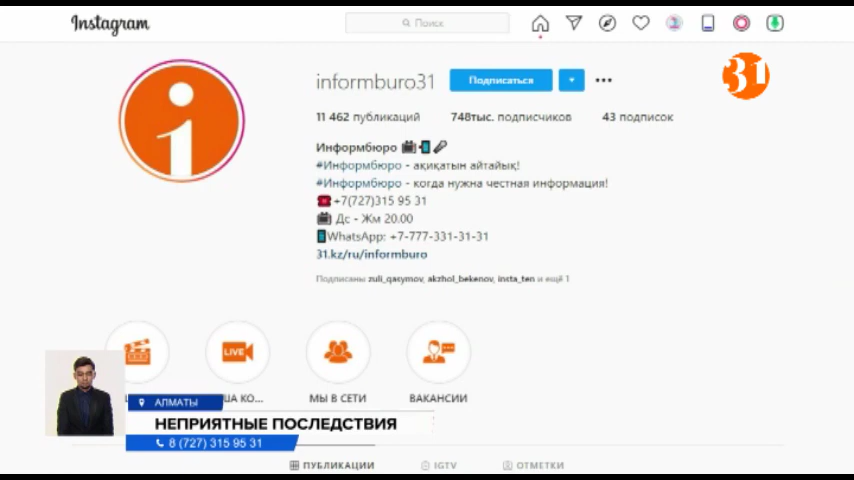 Instagram
Поиск
31
informburo31
Подписаться
11 462 публикаций 748тыс. подписчиков 43 подписок
Информбюро
#Информбюро - ақиқатын айтайық!
#Информбюро - когда нужна честная информация!
+7(727)315 95 31
Дс - Жм 20.00
WhatsApp: +7-777-331-31-31
31.kz/ru/informburo
Подписаны zuli_qasymov, akzhol_bekenov, insta_ten и ещё 1
LIVE
ША КО... МЫ В СЕТИ ВАКАНСИИ
АЛМАТЫ
НЕПРИЯТНЫЕ ПОСЛЕДСТВИЯ
8 (727) 315 95 31
ПУБЛИКАЦИИ IGTV ОТМЕТКИ